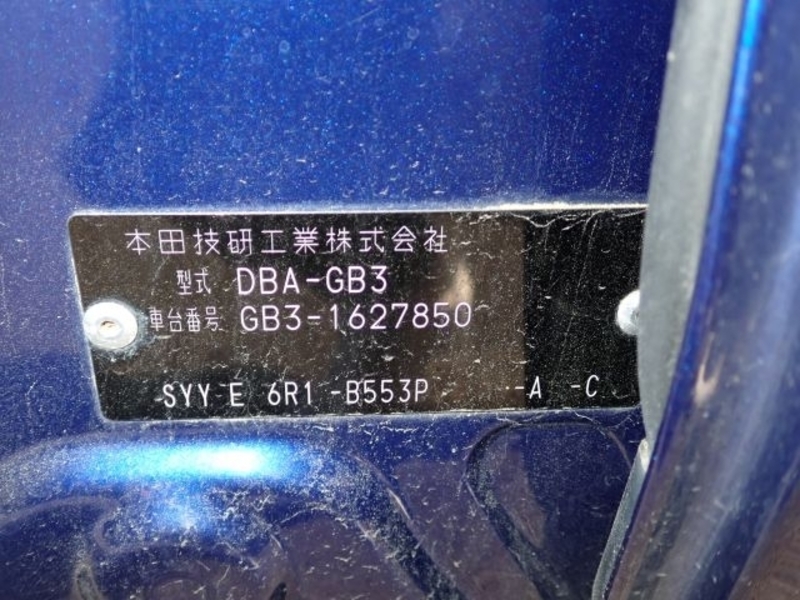 本田技研工業株式会社
型式 DBA-GB3
車台番号 GB3-1627850
SYY E 6R1 -B553P -A -C